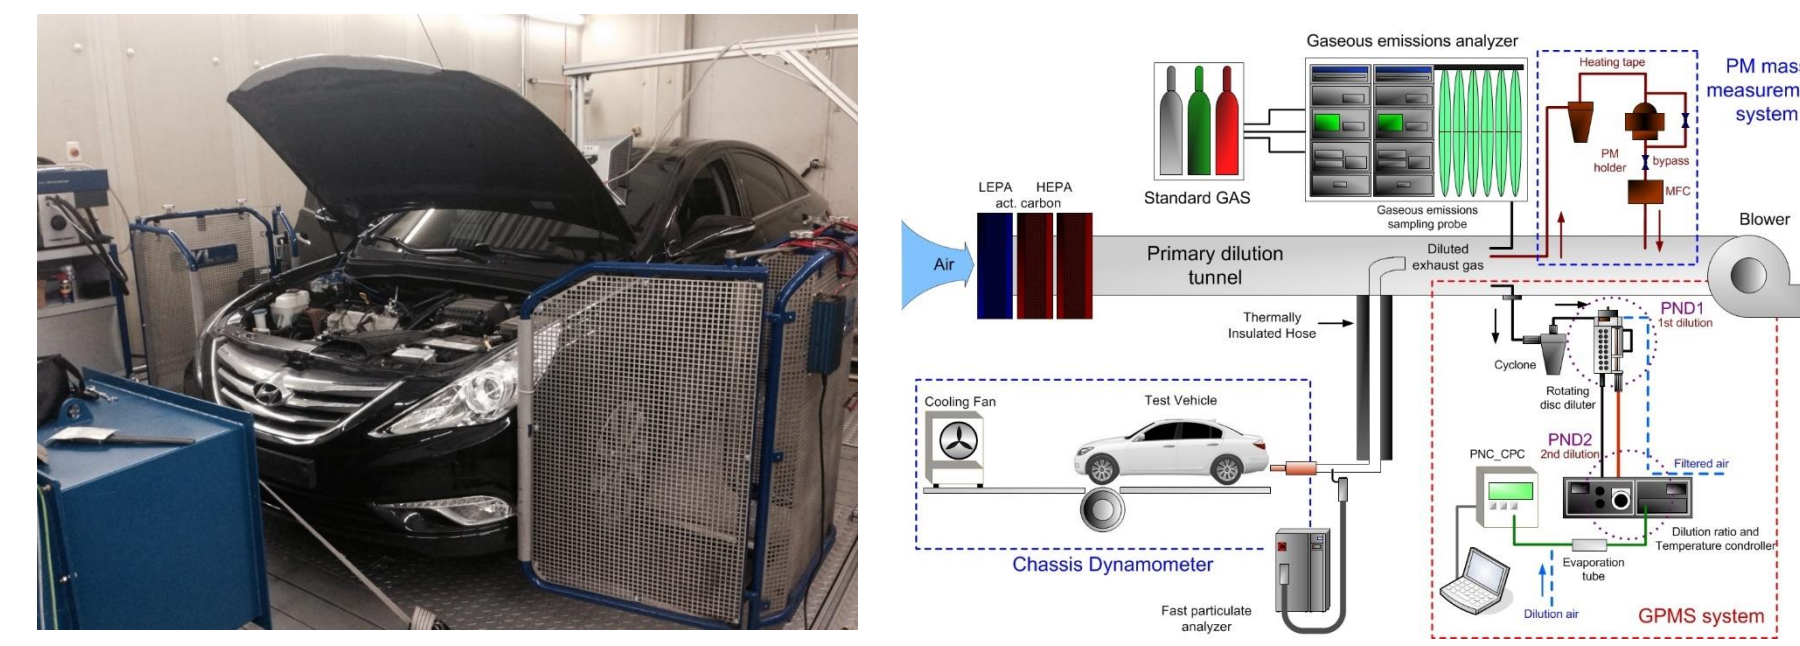 Gaseous emissions analyzer
Heating tape
PM mass
measurem
system
PM
holder
bypass
MFC
Standard GAS
Gaseous emissions
sampling probe
LEPA HEPA
act. carbon
Blower
Air
Primary dilution
tunnel
Diluted
exhaust gas
PND1
1st dilution
Thermally
Insulated Hose
Cyclone
Rotating
disc diluter
Cooling Fan
Test Vehicle
PND2
2nd dilution
PNC_CPC
Filtered air
Dilution ratio and
Temperature condroller
Evaporation
tube
Chassis Dynamometer
Fast particulate
analyzer
Dilution air
GPMS system